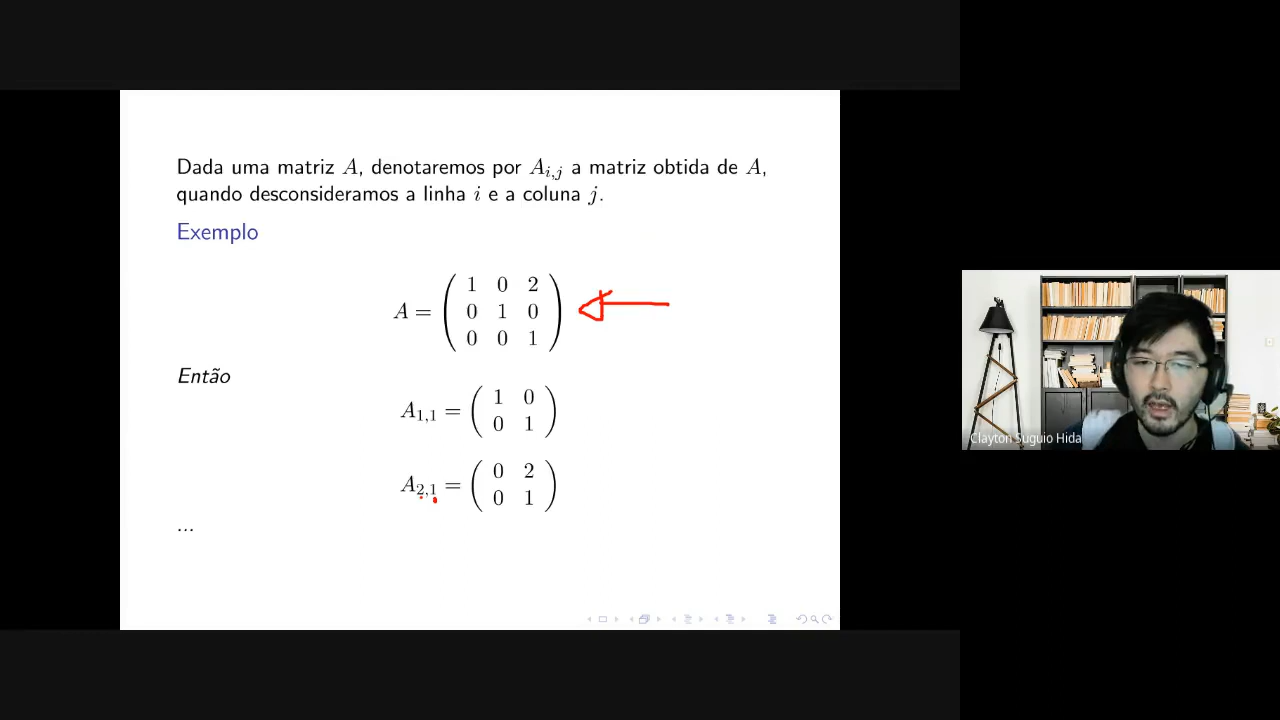 Dada uma matriz A, denotaremos por A_{i,j} a matriz obtida de A,
quando desconsideramos a linha i e a coluna j.
Exemplo
A = ( 1 0 2
0 1 0
0 0 1 )
Então
A_{1,1} = ( 1 0
0 1 )
A_{2,1} = ( 0 2
0 1 )
...
Clayton Suguio Hida